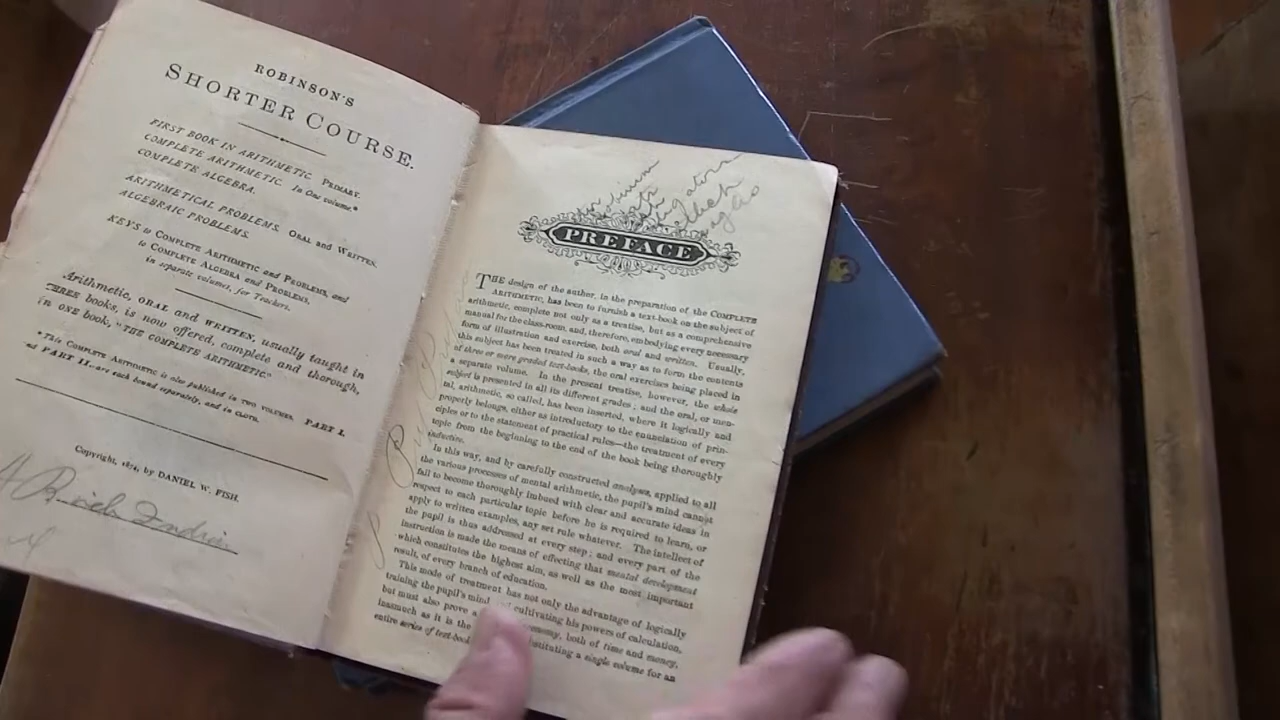 ROBINSON'S
SHORTER COURSE.
FIRST BOOK IN ARITHMETIC. PRIMARY.
COMPLETE ARITHMETIC. In One volume.*
COMPLETE ALGEBRA.
ARITHMETICAL PROBLEMS. ORAL and WRITTEN.
ALGEBRAIC PROBLEMS.
KEYS to COMPLETE ARITHMETIC and PROBLEMS, and
to COMPLETE ALGEBRA and PROBLEMS,
in separate volumes, for Teachers.
Arithmetic, ORAL and WRITTEN, usually taught in
THREE books, is now offered, complete and thorough,
in ONE book, "THE COMPLETE ARITHMETIC."
*This COMPLETE ARITHMETIC is also published in TWO VOLUMES. PART I.
and PART II. are each bound separately, and in CLOTH.
Copyright, 1874, by DANIEL W. FISH.
PREFACE
THE design of the author, in the preparation of the COMPLETE
ARITHMETIC, has been to furnish a text-book on the subject of
arithmetic, complete not only as a treatise, but as a comprehensive
manual for the class-room, and, therefore, embodying every necessary
form of illustration and exercise, both oral and written. Usually,
this subject has been treated in such a way as to form the contents
of three or more graded text-books, the oral exercises being placed in
a separate volume. In the present treatise, however, the whole
subject is presented in all its different grades; and the oral, or men-
tal, arithmetic, so called, has been inserted, where it logically and
properly belongs, either as introductory to the enunciation of prin-
ciples or to the statement of practical rules—the treatment of every
topic from the beginning to the end of the book being thoroughly
inductive.
In this way, and by carefully constructed analyses, applied to all
the various processes of mental arithmetic, the pupil's mind cannot
fail to become thoroughly imbued with clear and accurate ideas in
respect to each particular topic before he is required to learn, or
apply to written examples, any set rule whatever. The intellect of
the pupil is thus addressed at every step; and every part of the
instruction is made the means of effecting that mental development
which constitutes the highest aim, as well as the most important
result, of every branch of education.
This mode of treatment has not only the advantage of logically
training the pupil's mind cultivating his powers of calculation,
but must also prove a economy, both of time and money,
inasmuch as it is the substituting a single volume for an
entire series of text-books